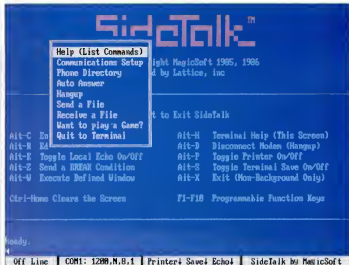 SideTalk™
Help (List Commands)
Communications Setup
Phone Directory
Auto Answer
Hangup
Send a File
Receive a File
Want to play a Game?
Quit to Terminal
ight MagicSoft 1985, 1986
d by Lattice, inc
t to Exit SideTalk
Alt-C En
Alt-N Ed
Alt-E Toggle Local Echo On/Off
Alt-Z Send a BREAK Condition
Alt-W Execute Defined Window
Alt-H Terminal Help (This Screen)
Alt-D Disconnect Modem (Hangup)
Alt-P Toggle Printer On/Off
Alt-S Toggle Terminal Save On/Off
Alt-X Exit (Non-Background Only)
Ctrl-Home Clears the Screen
F1-F10 Programmable Function Keys
Ready.
Off Line COM1: 1200,N,8,1 Printer↓ Save↓ Echo↓ SideTalk by MagicSoft